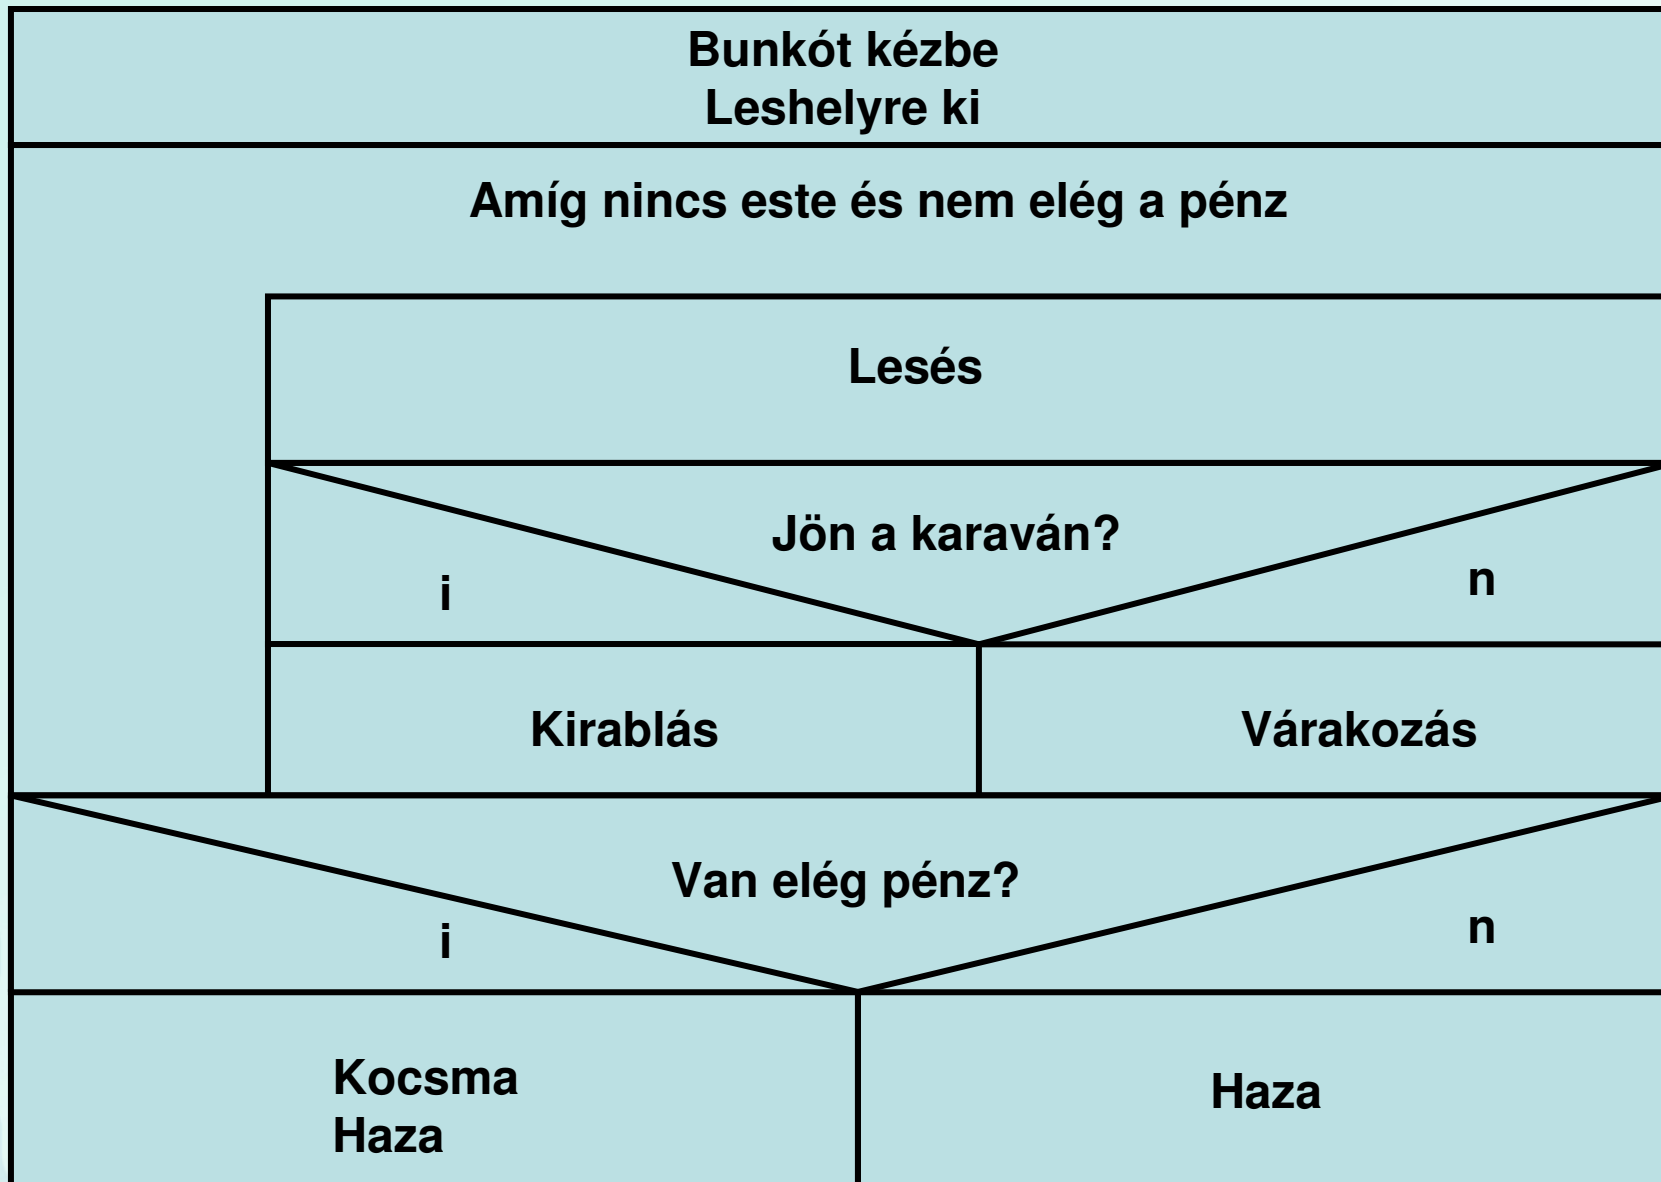 Bunkót kézbe
Leshelyre ki
Amíg nincs este és nem elég a pénz
Lesés
Jön a karaván?
i
n
Kirablás
Várakozás
Van elég pénz?
i
n
Kocsma
Haza
Haza